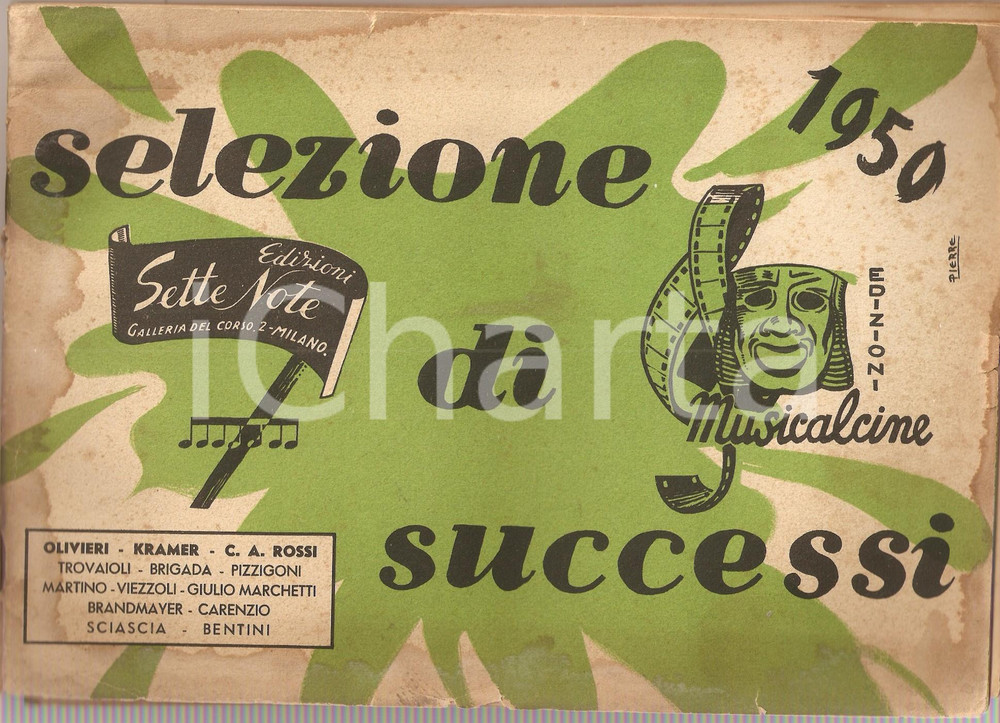 selezione
1950
PIERRE
Edizioni
Sette Note
GALLERIA DEL CORSO, 2-MILANO.
di
EDIZIONI
Musicalcine
iCharta
successi
OLIVIERI - KRAMER - C. A. ROSSI
TROVAIOLI - BRIGADA - PIZZIGONI
MARTINO - VIEZZOLI - GIULIO MARCHETTI
BRANDMAYER - CARENZIO
SCIASCIA - BENTINI